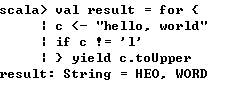 scala> val result = for {
     | c <- "hello, world"
     | if c != 'l'
     | } yield c.toUpper
result: String = HEO, WORD